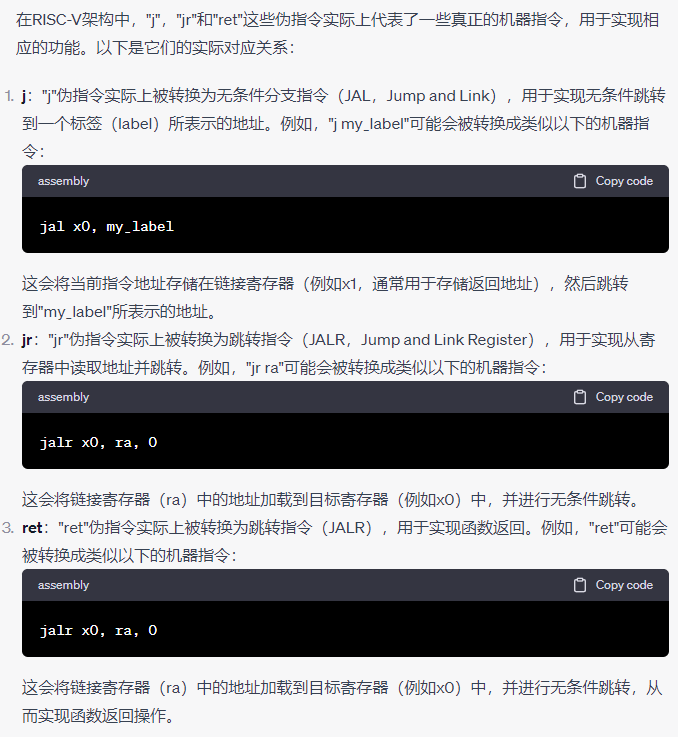 在RISC-V架构中，"j"，"jr"和"ret"这些伪指令实际上代表了一些真正的机器指令，用于实现相
应的功能。以下是它们的实际对应关系：
1. j："j"伪指令实际上被转换为无条件分支指令（JAL，Jump and Link），用于实现无条件跳转
到一个标签（label）所表示的地址。例如，"j my_label"可能会被转换成类似以下的机器指
令：
assembly Copy code
jal x0, my_label
这会将当前指令地址存储在链接寄存器（例如x1，通常用于存储返回地址），然后跳转
到"my_label"所表示的地址。
2. jr："jr"伪指令实际上被转换为跳转指令（JALR，Jump and Link Register），用于实现从寄
存器中读取地址并跳转。例如，"jr ra"可能会被转换成类似以下的机器指令：
assembly Copy code
jalr x0, ra, 0
这会将链接寄存器（ra）中的地址加载到目标寄存器（例如x0）中，并进行无条件跳转。
3. ret："ret"伪指令实际上被转换为跳转指令（JALR），用于实现函数返回。例如，"ret"可能会
被转换成类似以下的机器指令：
assembly Copy code
jalr x0, ra, 0
这会将链接寄存器（ra）中的地址加载到目标寄存器（例如x0）中，并进行无条件跳转，从
而实现函数返回操作。